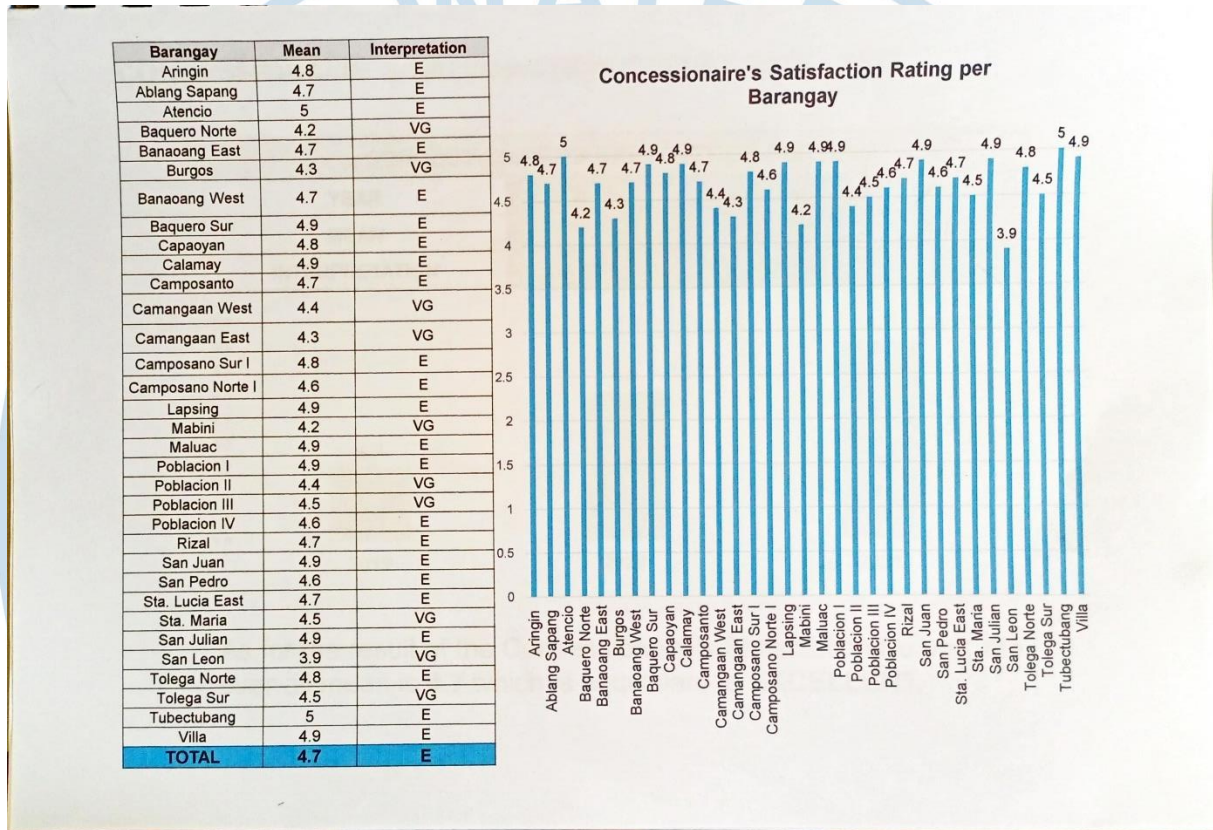 Barangay Mean Interpretation
Aringin 4.8 E
Ablang Sapang 4.7 E
Atencio 5 E
Baquero Norte 4.2 VG
Banaoang East 4.7 E
Burgos 4.3 VG
Banaoang West 4.7 E
Baquero Sur 4.9 E
Capaoyan 4.8 E
Calamay 4.9 E
Camposanto 4.7 E
Camangaan West 4.4 VG
Camangaan East 4.3 VG
Camposano Sur I 4.8 E
Camposano Norte I 4.6 E
Lapsing 4.9 E
Mabini 4.2 VG
Maluac 4.9 E
Poblacion I 4.9 E
Poblacion II 4.4 VG
Poblacion III 4.5 VG
Poblacion IV 4.6 E
Rizal 4.7 E
San Juan 4.9 E
San Pedro 4.6 E
Sta. Lucia East 4.7 E
Sta. Maria 4.5 VG
San Julian 4.9 E
San Leon 3.9 VG
Tolega Norte 4.8 E
Tolega Sur 4.5 VG
Tubectubang 5 E
Villa 4.9 E
TOTAL 4.7 E
Concessionaire's Satisfaction Rating per
Barangay
5
4.5
4
3.5
3
2.5
2
1.5
1
0.5
0
4.8
4.7
5
4.2
4.7
4.3
4.7
4.9
4.8
4.9
4.7
4.4
4.3
4.8
4.6
4.9
4.2
4.9
4.9
4.4
4.5
4.6
4.7
4.9
4.6
4.7
4.5
4.9
3.9
4.8
4.5
5
4.9
Aringin
Ablang Sapang
Atencio
Baquero Norte
Banaoang East
Burgos
Banaoang West
Baquero Sur
Capaoyan
Calamay
Camposanto
Camangaan West
Camangaan East
Camposano Sur I
Camposano Norte I
Lapsing
Mabini
Maluac
Poblacion I
Poblacion II
Poblacion III
Poblacion IV
Rizal
San Juan
San Pedro
Sta. Lucia East
Sta. Maria
San Julian
San Leon
Tolega Norte
Tolega Sur
Tubectubang
Villa